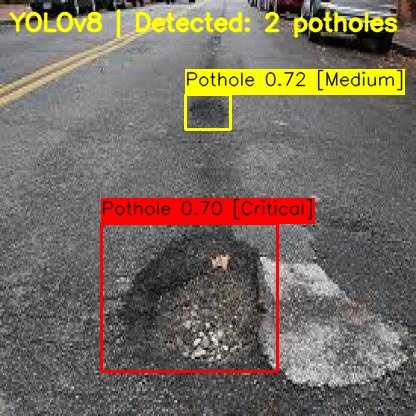 YOLOv8 | Detected: 2 potholes
Pothole 0.72 [Medium]
Pothole 0.70 [Critical]